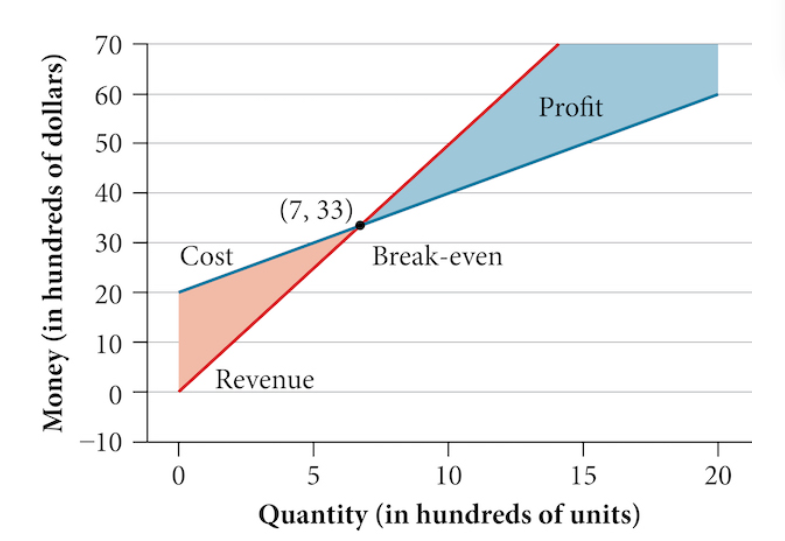 70
60
50
40
30
20
10
0
−10
Money (in hundreds of dollars)
Profit
(7, 33)
Cost
Break-even
Revenue
0 5 10 15 20
Quantity (in hundreds of units)